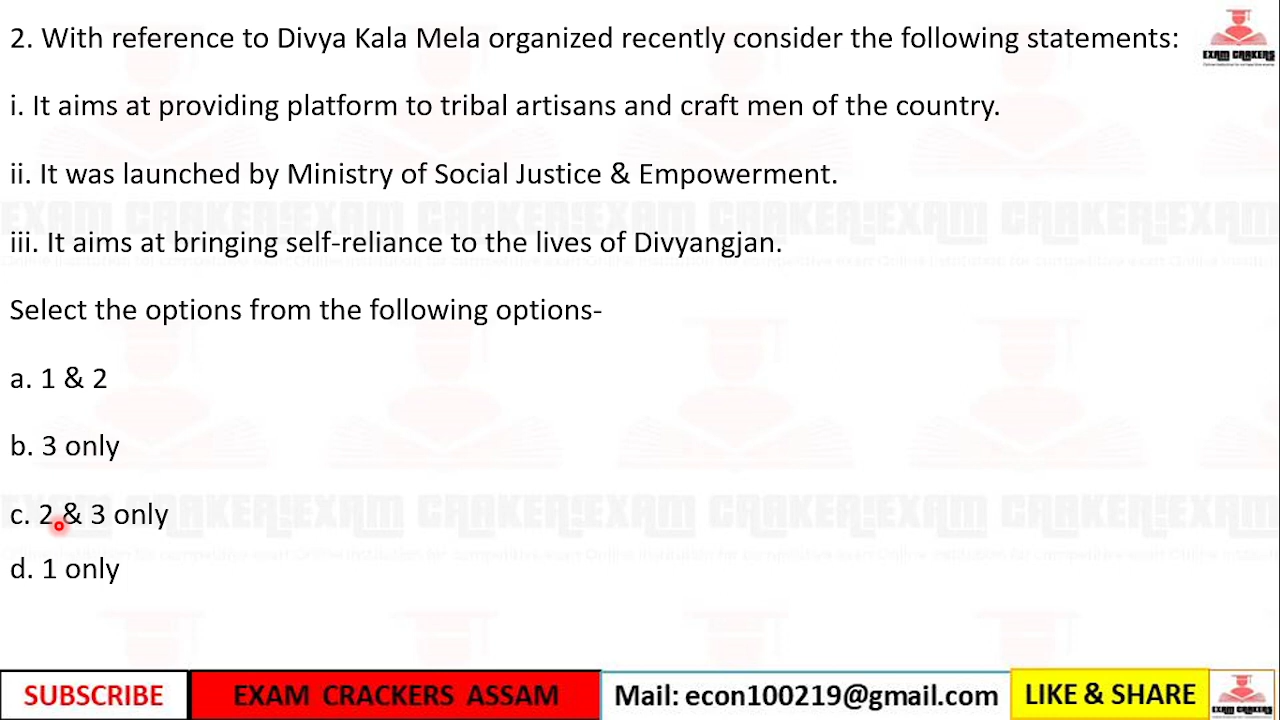 2. With reference to Divya Kala Mela organized recently consider the following statements:
EXAM CRAKERS
i. It aims at providing platform to tribal artisans and craft men of the country.
ii. It was launched by Ministry of Social Justice & Empowerment.
iii. It aims at bringing self-reliance to the lives of Divyangjan.
Select the options from the following options-
a. 1 & 2
b. 3 only
c. 2 & 3 only
d. 1 only
SUBSCRIBE EXAM CRACKERS ASSAM Mail: econ100219@gmail.com LIKE & SHARE